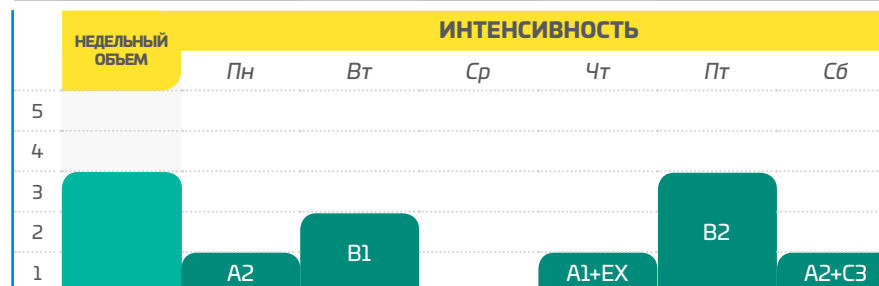 НЕДЕЛЬНЫЙ
ОБЪЕМ
ИНТЕНСИВНОСТЬ
Пн Вт Ср Чт Пт Сб
5
4
3
2 B2
1 A2 B1 A1+EX A2+C3